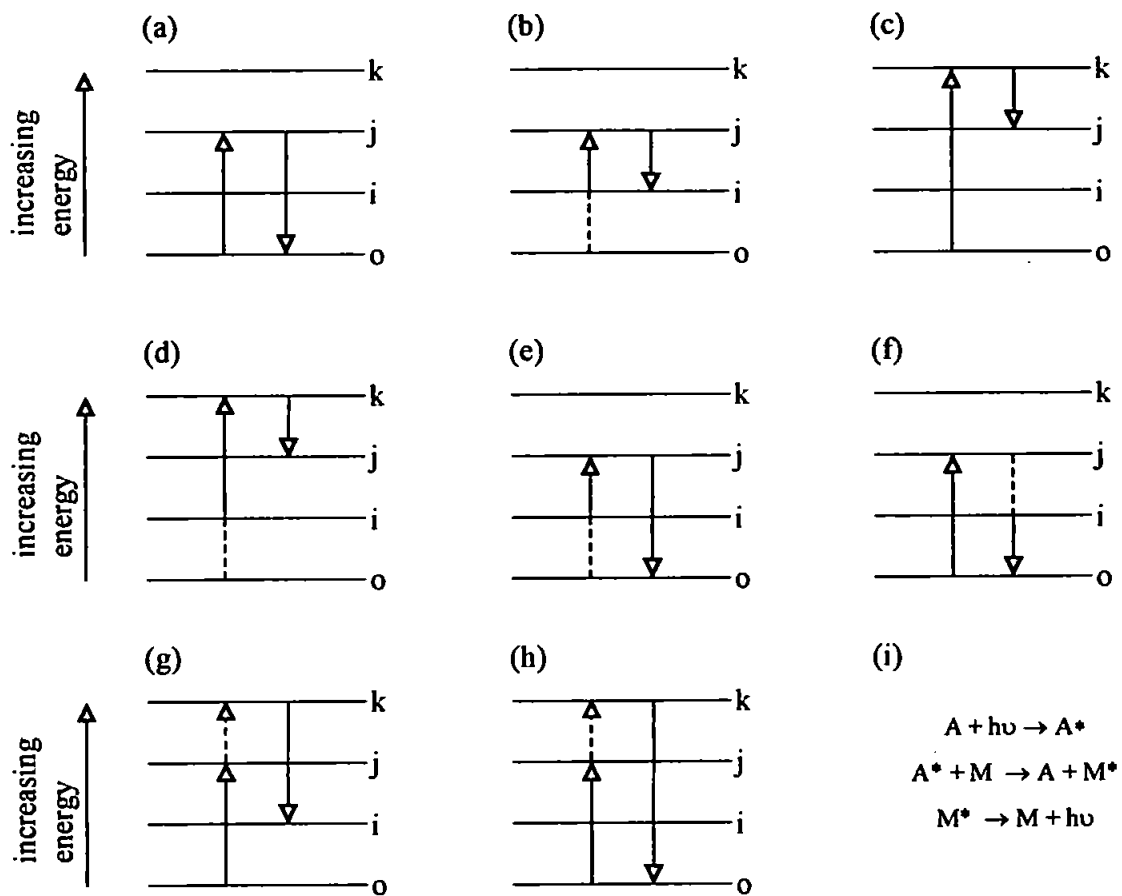 (a)
(b)
(c)
increasing
energy
k
j
i
o
k
j
i
o
k
j
i
o
(d)
(e)
(f)
increasing
energy
k
j
i
o
k
j
i
o
k
j
i
o
(g)
(h)
(i)
increasing
energy
k
j
i
o
k
j
i
o
A + hυ → A*
A* + M → A + M*
M* → M + hυ